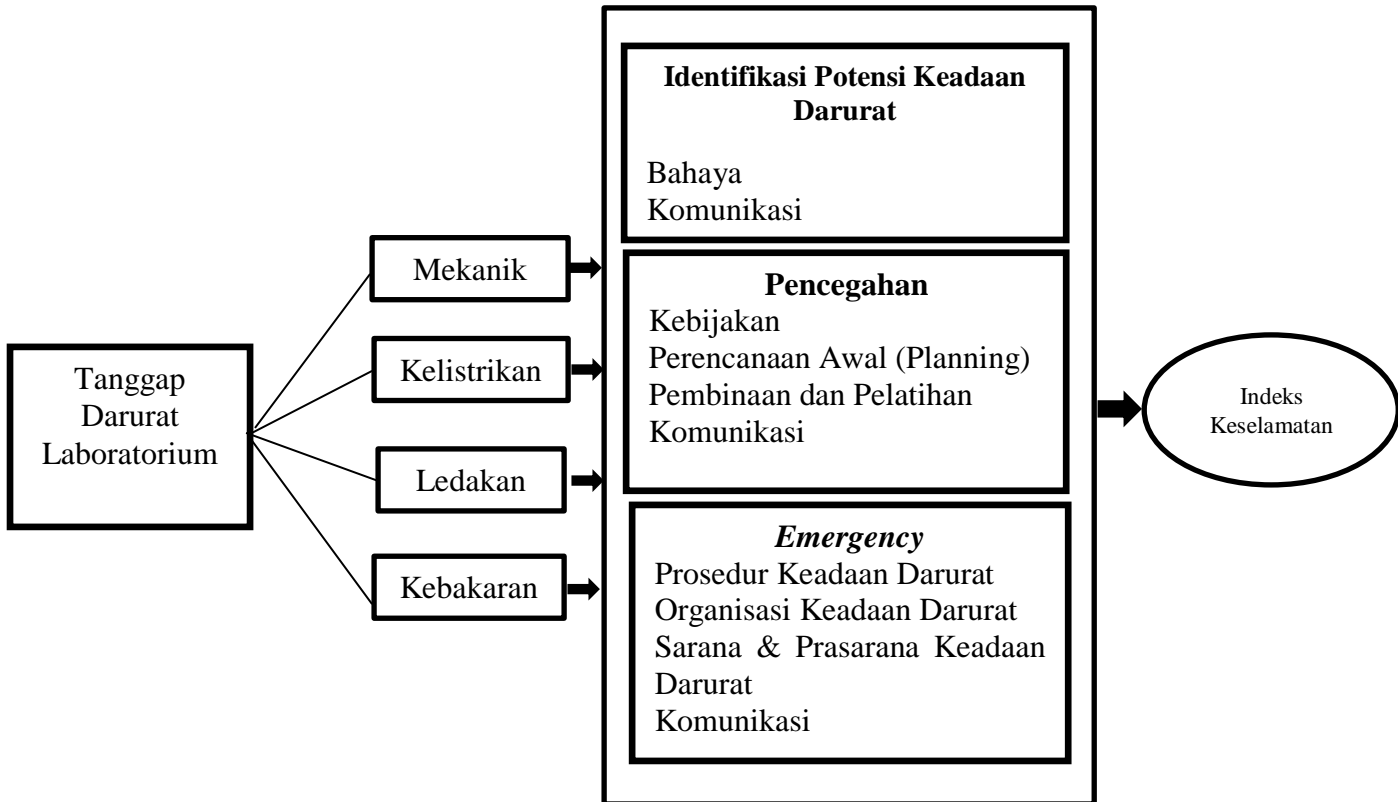 Tanggap
Darurat
Laboratorium
Mekanik
Kelistrikan
Ledakan
Kebakaran
Identifikasi Potensi Keadaan
Darurat
Bahaya
Komunikasi
Pencegahan
Kebijakan
Perencanaan Awal (Planning)
Pembinaan dan Pelatihan
Komunikasi
Emergency
Prosedur Keadaan Darurat
Organisasi Keadaan Darurat
Sarana & Prasarana Keadaan
Darurat
Komunikasi
Indeks
Keselamatan